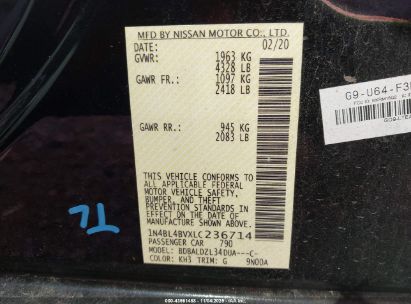 MFD BY NISSAN MOTOR CO., LTD.
DATE: 02/20
GVWR: 1963 KG
4328 LB
GAWR FR: 1097 KG
2418 LB
GAWR RR: 945 KG
2083 LB
THIS VEHICLE CONFORMS TO
ALL APPLICABLE FEDERAL
MOTOR VEHICLE SAFETY,
BUMPER, AND THEFT
PREVENTION STANDARDS IN
EFFECT ON THE DATE OF
MANUFACTURE SHOWN ABOVE.
1N4BL4BVXLC236714
PASSENGER CAR 790
MODEL: BDBALDZL34DUA---C-
COLOR: KH3 TRIM: G 9N00A
G9-U64-F3
TL